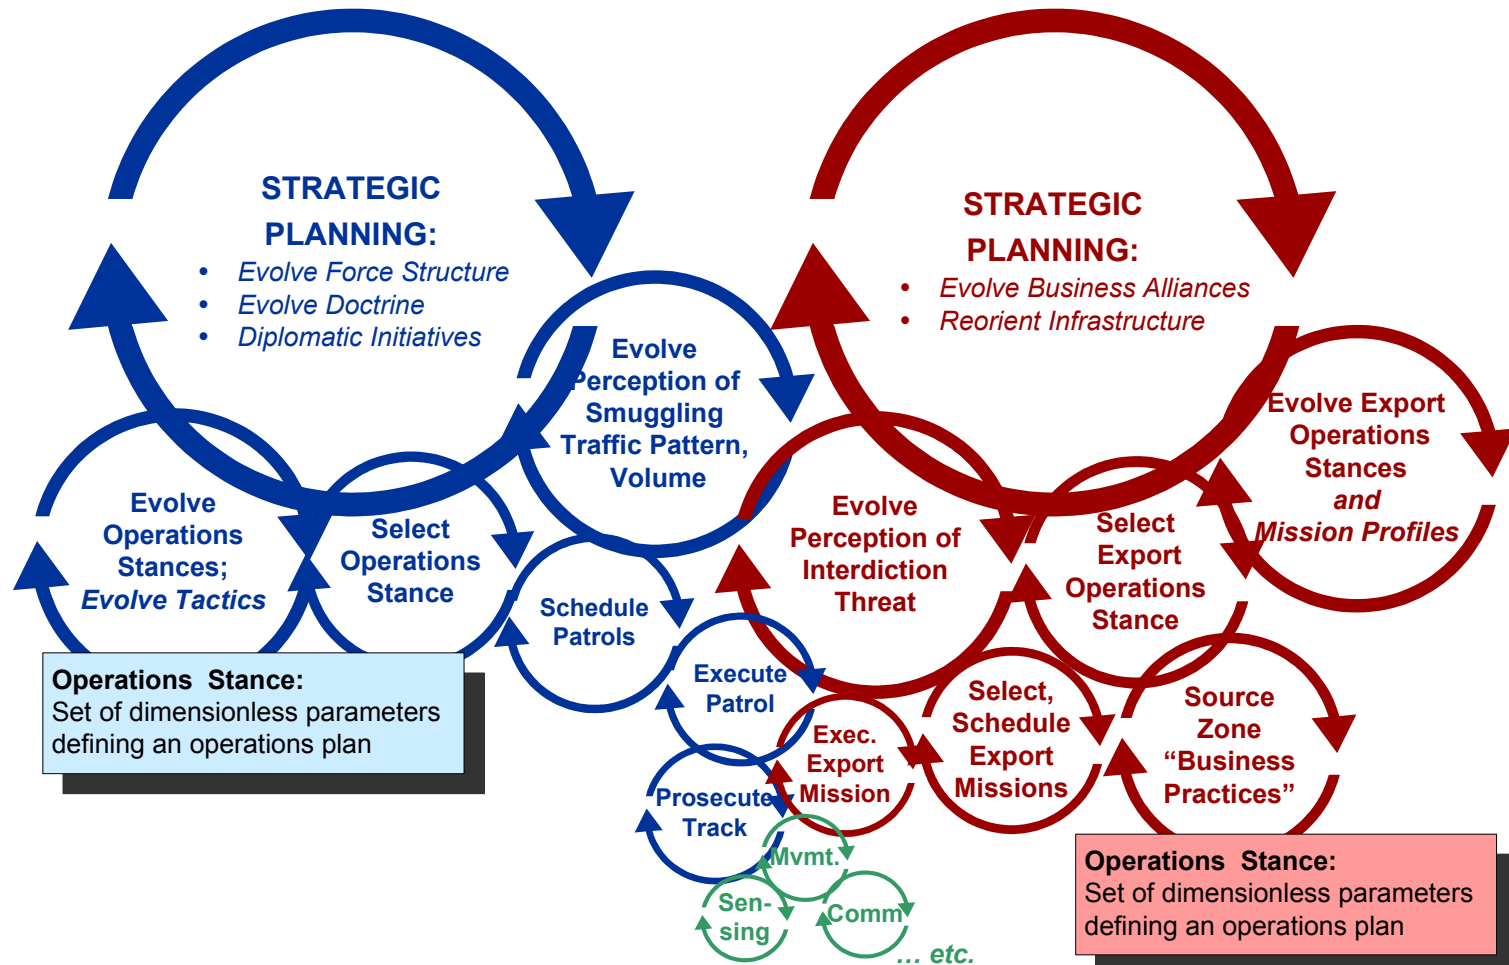 STRATEGIC
PLANNING:
• Evolve Force Structure
• Evolve Doctrine
• Diplomatic Initiatives
STRATEGIC
PLANNING:
• Evolve Business Alliances
• Reorient Infrastructure
Evolve
Perception of
Smuggling
Traffic Pattern,
Volume
Evolve Export
Operations
Stances
and
Mission Profiles
Evolve
Operations
Stances;
Evolve Tactics
Select
Operations
Stance
Evolve
Perception of
Interdiction
Threat
Select
Export
Operations
Stance
Schedule
Patrols
Execute
Patrol
Select,
Schedule
Export
Missions
Source
Zone
“Business
Practices”
Exec.
Export
Mission
Prosecute
Track
Mvmt.
Sen-
sing
Comm
... etc.
Operations Stance:
Set of dimensionless parameters
defining an operations plan
Operations Stance:
Set of dimensionless parameters
defining an operations plan